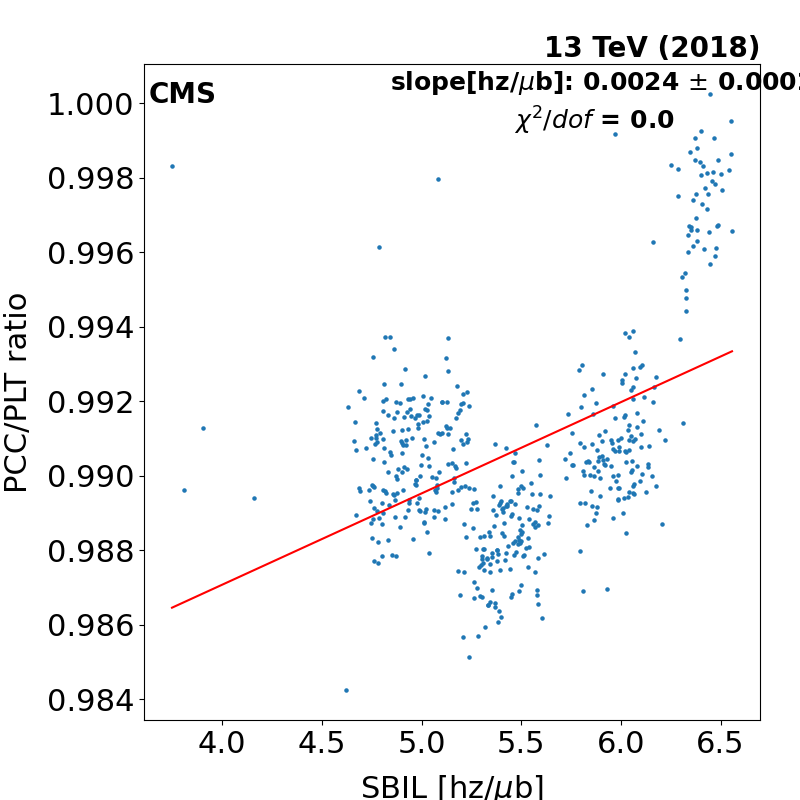 13 TeV (2018)
CMS
slope[hz/μb]: 0.0024 ±
χ²/dof = 0.0
PCC/PLT ratio
1.000
0.998
0.996
0.994
0.992
0.990
0.988
0.986
0.984
4.0 4.5 5.0 5.5 6.0 6.5
SBIL [hz/μb]